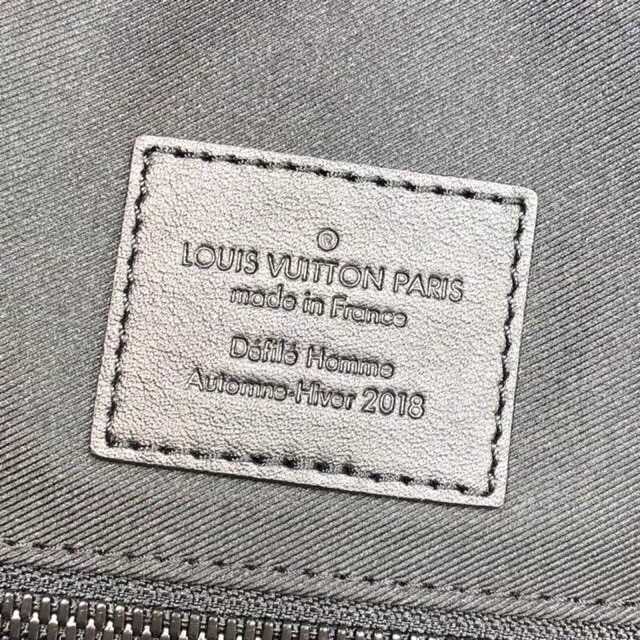 ®
LOUIS VUITTON PARIS
made in France
Défilé Homme
Automne-Hiver 2018